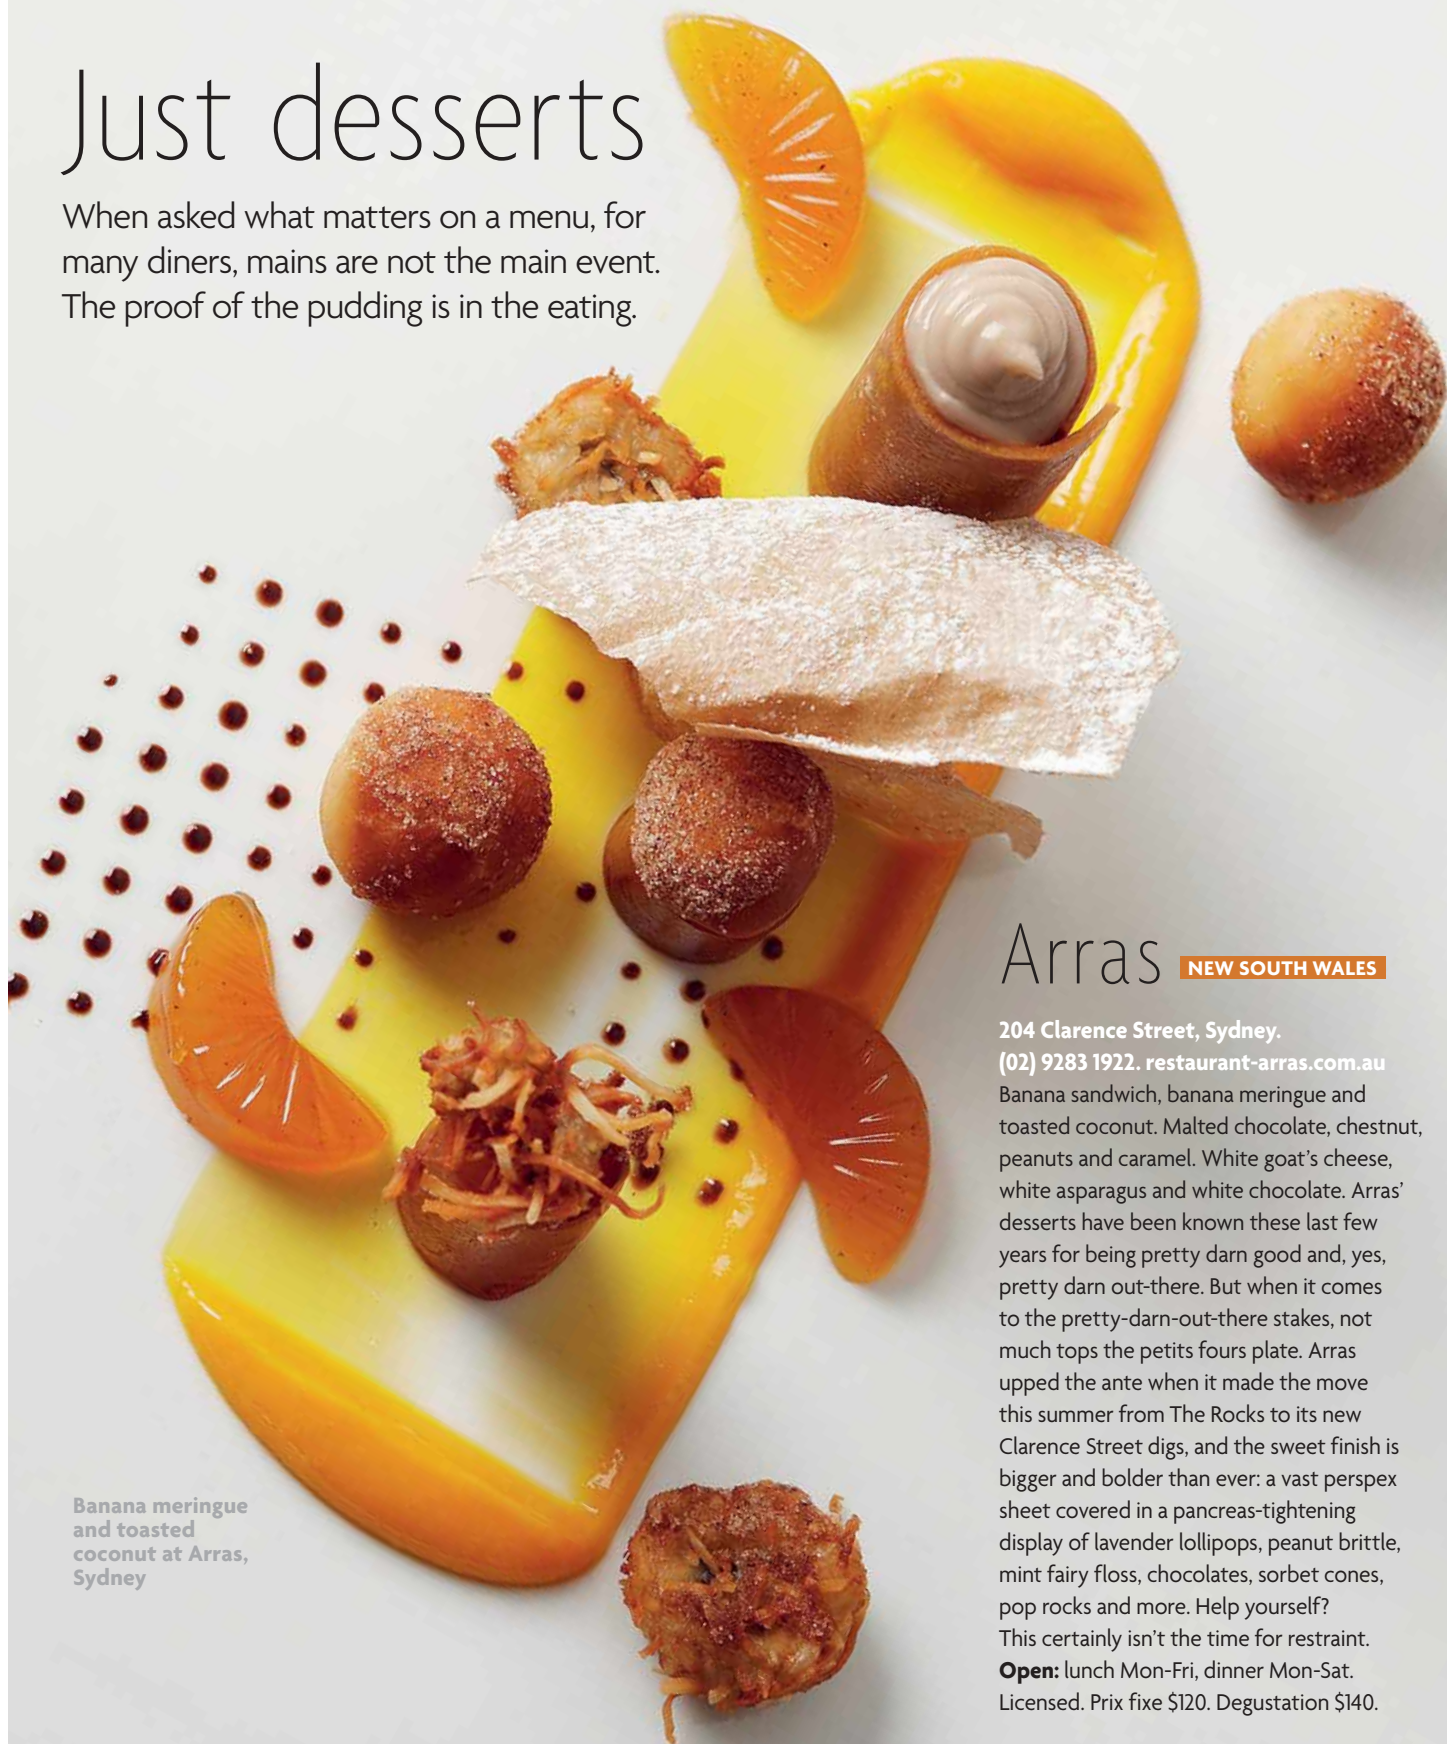 Just desserts
When asked what matters on a menu, for
many diners, mains are not the main event.
The proof of the pudding is in the eating.
Arras NEW SOUTH WALES
204 Clarence Street, Sydney.
(02) 9283 1922. restaurant-arras.com.au
Banana sandwich, banana meringue and
toasted coconut. Malted chocolate, chestnut,
peanuts and caramel. White goat's cheese,
white asparagus and white chocolate. Arras'
desserts have been known these last few
years for being pretty darn good and, yes,
pretty darn out-there. But when it comes
to the pretty-darn-out-there stakes, not
much tops the petits fours plate. Arras
upped the ante when it made the move
this summer from The Rocks to its new
Clarence Street digs, and the sweet finish is
bigger and bolder than ever: a vast perspex
sheet covered in a pancreas-tightening
display of lavender lollipops, peanut brittle,
mint fairy floss, chocolates, sorbet cones,
pop rocks and more. Help yourself?
This certainly isn't the time for restraint.
Open: lunch Mon-Fri, dinner Mon-Sat.
Licensed. Prix fixe $120. Degustation $140.
Banana meringue
and toasted
coconut at Arras,
Sydney